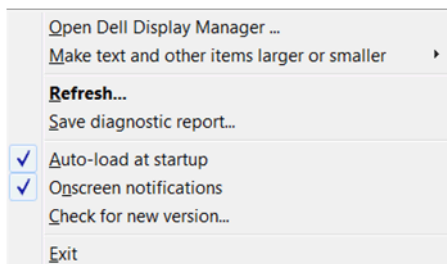 Open Dell Display Manager ...
Make text and other items larger or smaller
Refresh...
Save diagnostic report...
Auto-load at startup
Onscreen notifications
Check for new version...
Exit